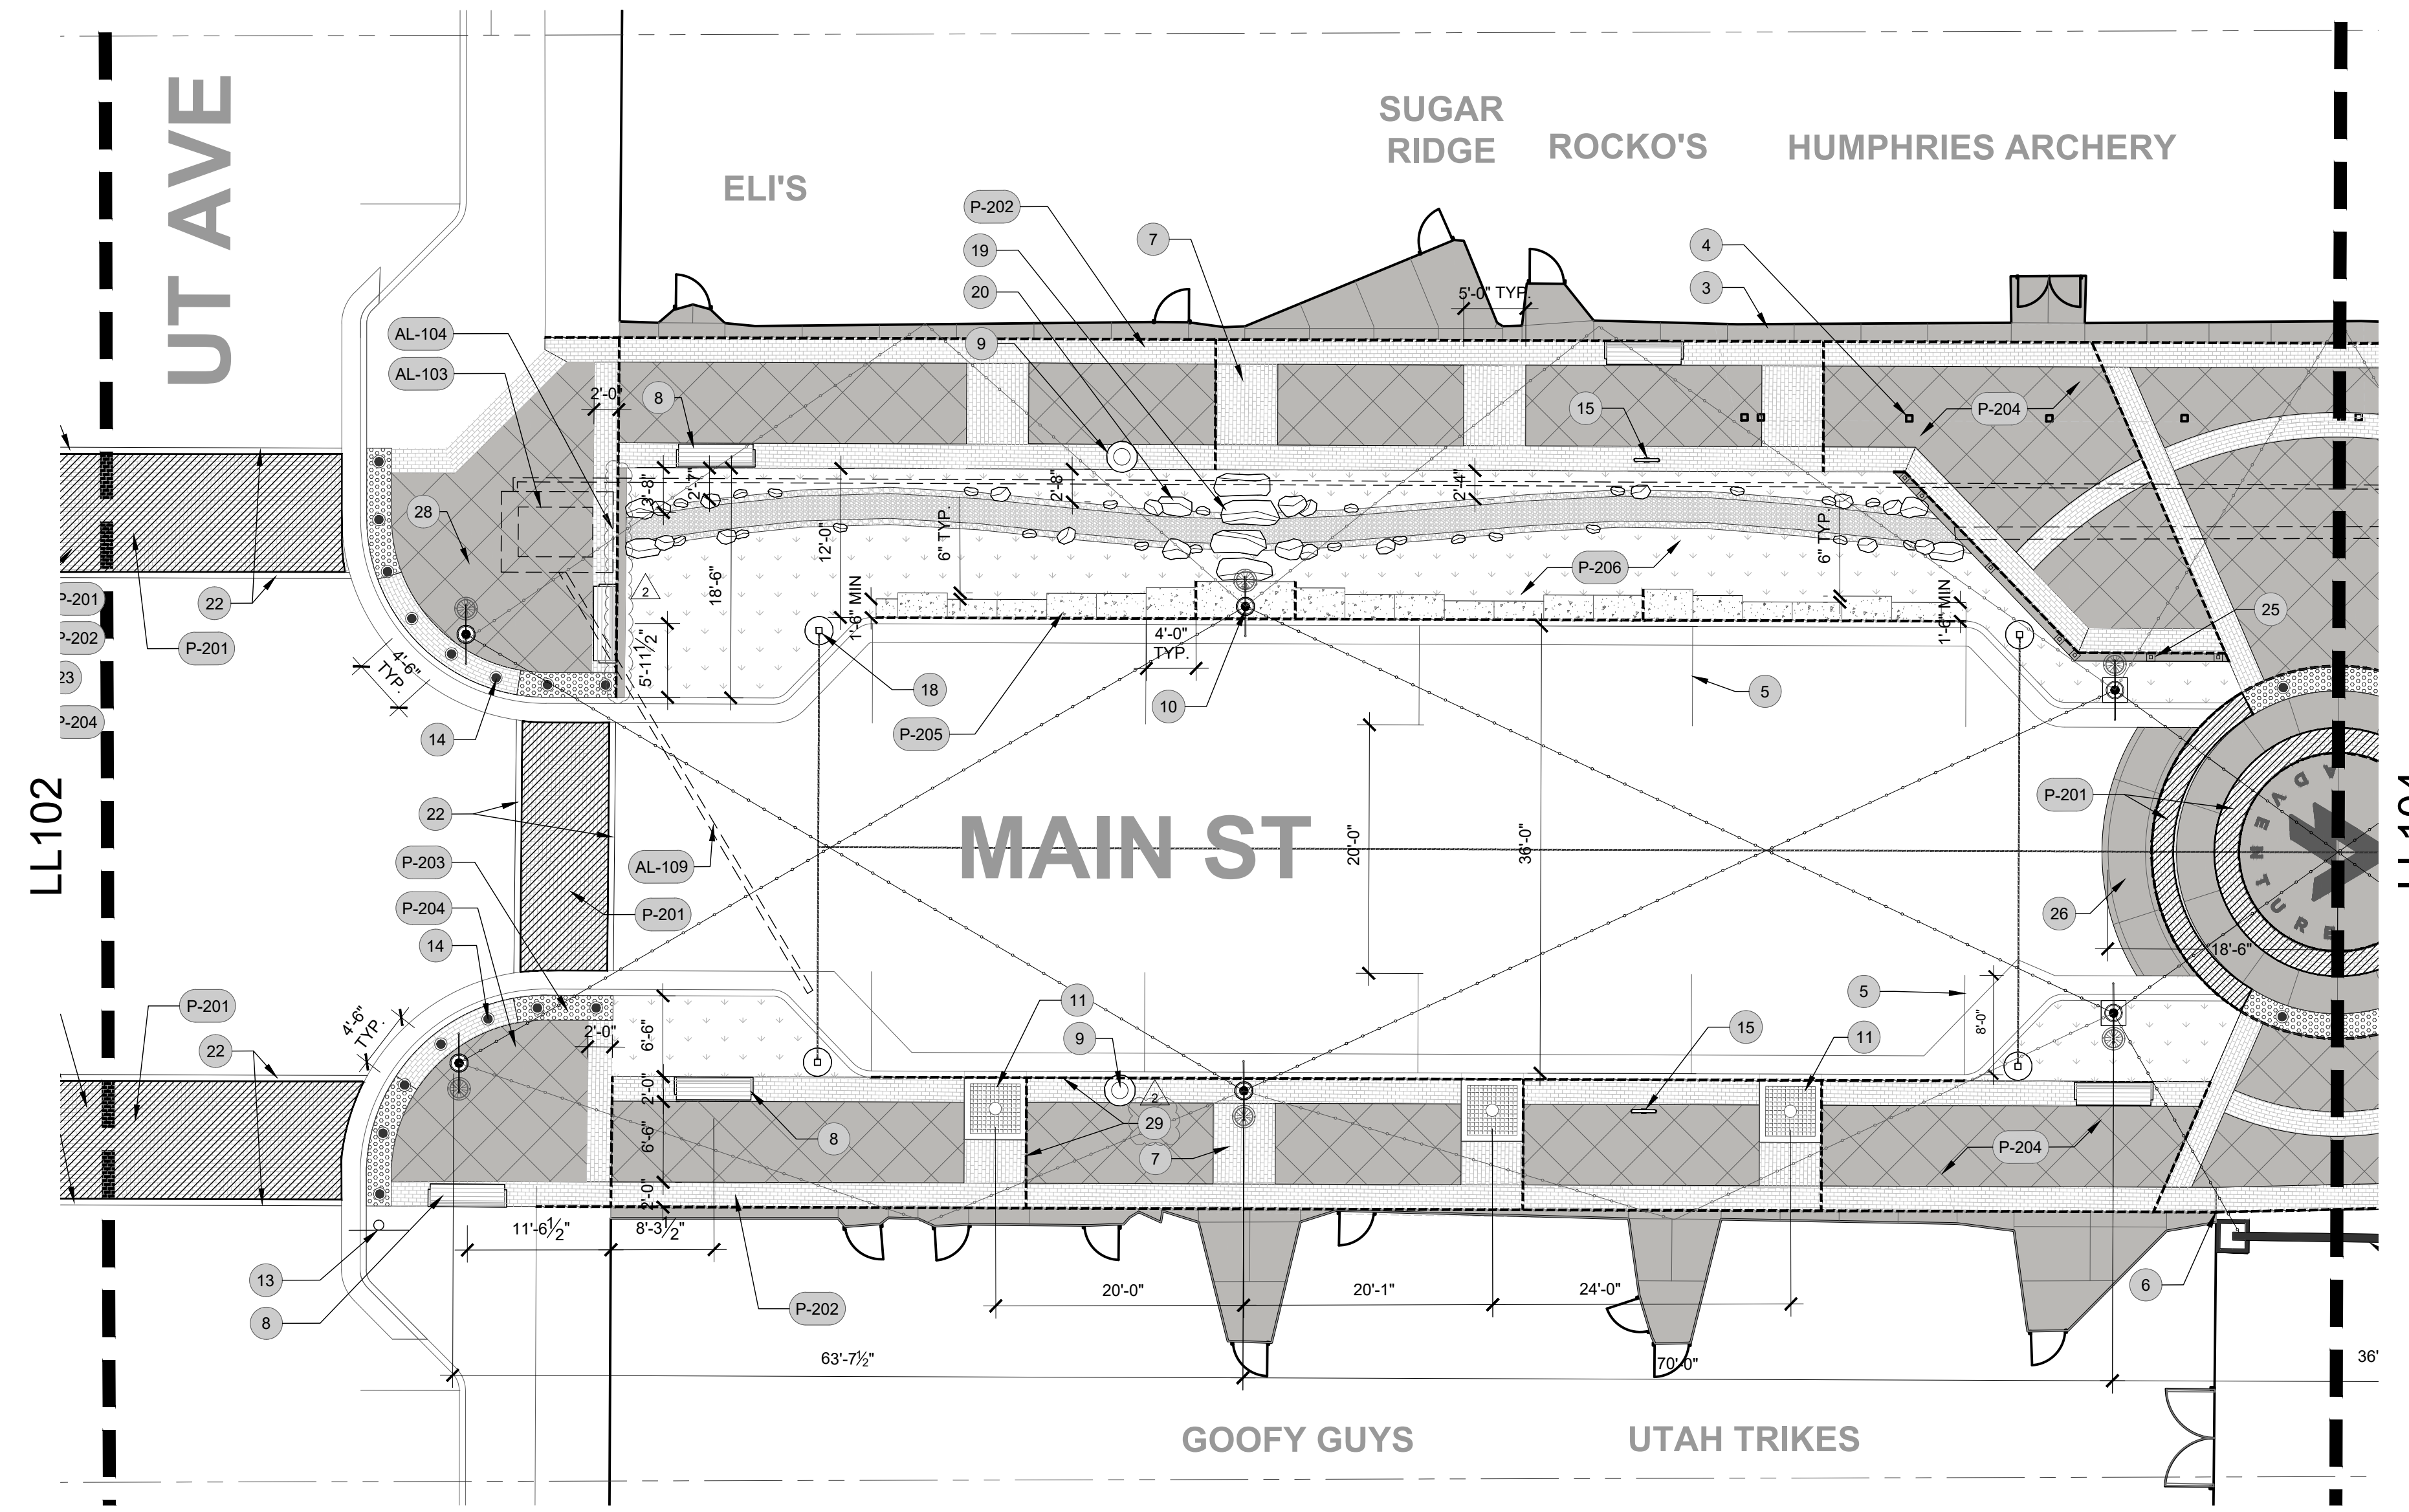 UT AVE
SUGAR
RIDGE
ROCKO'S
HUMPHRIES ARCHERY
ELI'S
P-202
19
20
9
7
4
3
5'-0" TYP.
AL-104
AL-103
2'-0"
8
15
P-204
28
3'-8"
2'-7"
2'-8"
2'-4"
12'-0"
6" TYP.
6" TYP.
P-206
2
18'-6"
1'-6" MIN
1'-6" MIN
5'-11 1/2"
P-201
P-202
23
P-204
22
P-201
4'-6"
TYP.
4'-0"
TYP.
25
18
10
5
P-205
14
LL102
22
P-203
P-204
14
AL-109
P-201
MAIN ST
20'-0"
36'-0"
P-201
26
ADVENTURE
18'-6"
LL104
P-201
22
4'-6"
TYP.
2'-0"
6'-6"
2'-0"
6'-6"
2'-0"
11
9
2
29
7
8
15
5
11
8'-0"
P-204
11'-6½"
8'-3½"
13
8
P-202
20'-0"
20'-1"
24'-0"
6
63'-7½"
70'-0"
36'
GOOFY GUYS
UTAH TRIKES